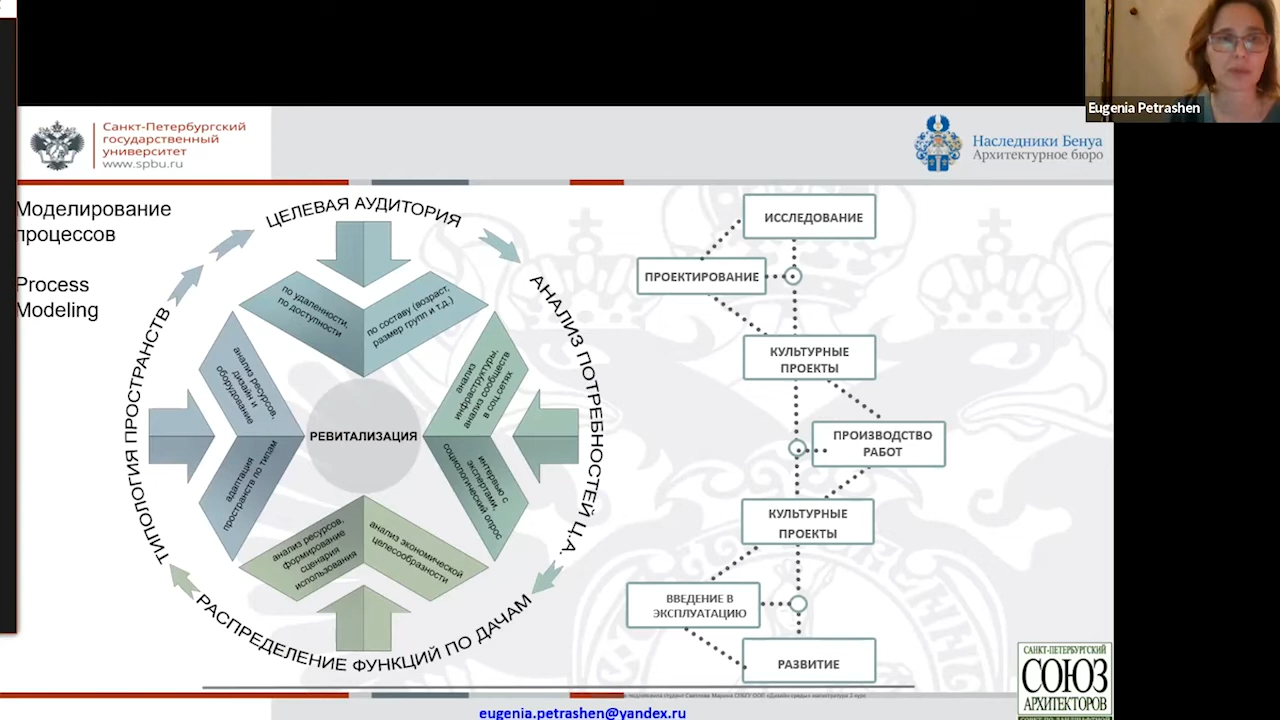 Eugenia Petrashen
Санкт-Петербургский
государственный
университет
www.spbu.ru
Наследники Бенуа
Архитектурное бюро
Моделирование
процессов
Process
Modeling
ЦЕЛЕВАЯ АУДИТОРИЯ
АНАЛИЗ ПОТРЕБНОСТЕЙ Ц.А.
РАСПРЕДЕЛЕНИЕ ФУНКЦИЙ ПО ДАЧАМ
ТИПОЛОГИЯ ПРОСТРАНСТВ
по удаленности,
по доступности
по составу (возраст,
размер групп и т.д.)
анализ
инфраструктуры,
анализ сообществ
в соц сетях
интервью с
экспертами,
социологический опрос
анализ экономической
целесообразности
анализ ресурсов,
формирование
сценария
использования
адаптация
пространств по типам
анализ ресурсов,
дизайн и
оборудование
РЕВИТАЛИЗАЦИЯ
ИССЛЕДОВАНИЕ
ПРОЕКТИРОВАНИЕ
КУЛЬТУРНЫЕ
ПРОЕКТЫ
ПРОИЗВОДСТВО
РАБОТ
КУЛЬТУРНЫЕ
ПРОЕКТЫ
ВВЕДЕНИЕ В
ЭКСПЛУАТАЦИЮ
РАЗВИТИЕ
САНКТ-ПЕТЕРБУРГСКИЙ
СОЮЗ
АРХИТЕКТОРОВ
eugenia.petrashen@yandex.ru